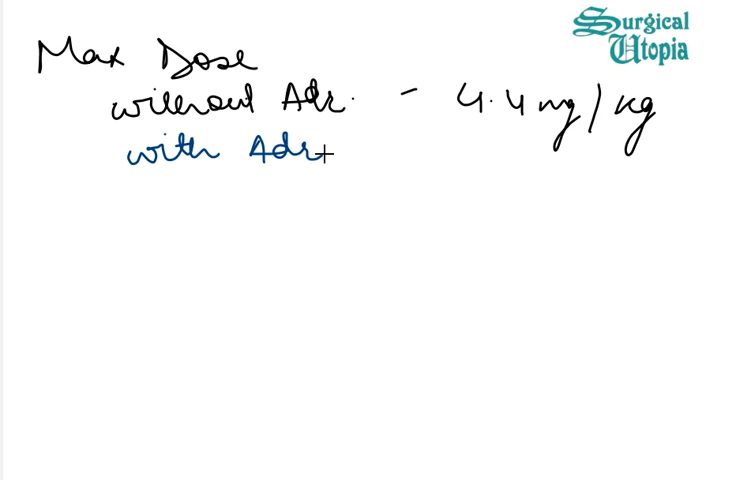 Surgical
Utopia
Max Dose
without Adr. - 4.4 mg/kg
with Adr